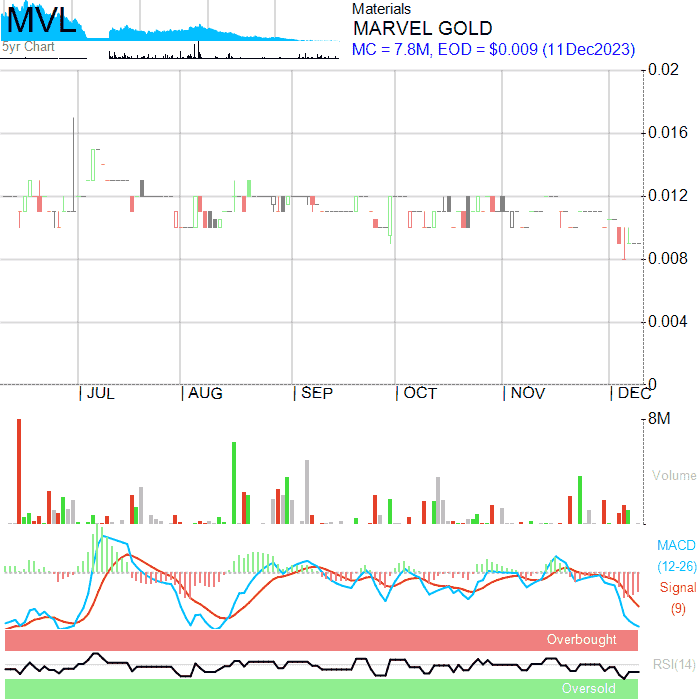 MVL
5yr Chart
Materials
MARVEL GOLD
MC = 7.8M, EOD = $0.009 (11Dec2023)
0.02
0.016
0.012
0.008
0.004
0
JUL AUG SEP OCT NOV DEC
8M
Volume
MACD
(12-26)
Signal
(9)
Overbought
RSI(14)
Oversold